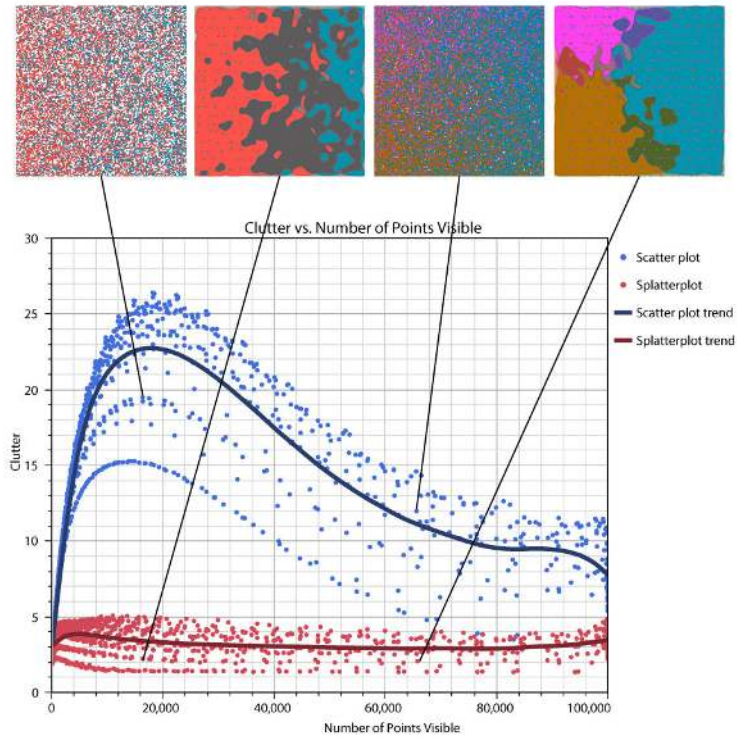 Clutter vs. Number of Points Visible
30
25
20
15
10
5
0
Clutter
0
20,000
40,000
60,000
80,000
100,000
Number of Points Visible
Scatter plot
Splatterplot
Scatter plot trend
Splatterplot trend